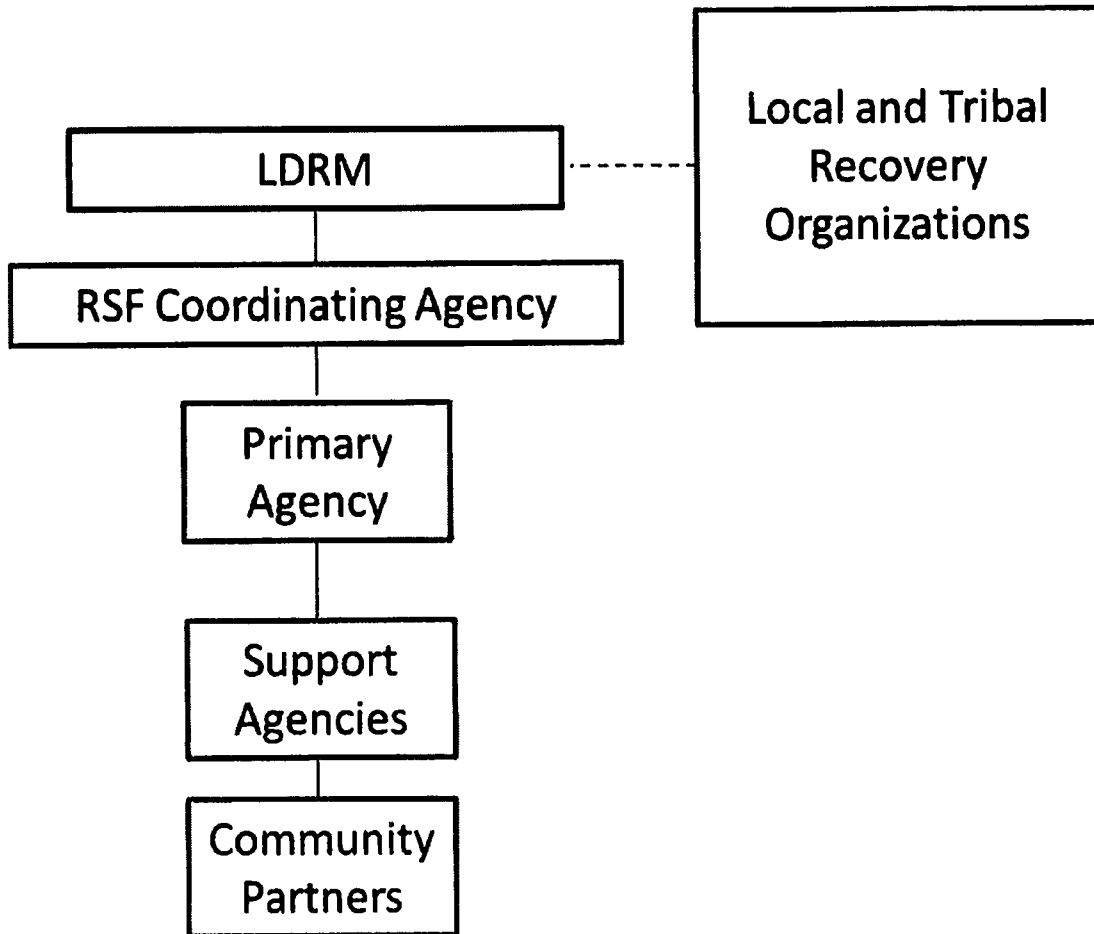 LDRM
Local and Tribal
Recovery
Organizations
RSF Coordinating Agency
Primary
Agency
Support
Agencies
Community
Partners